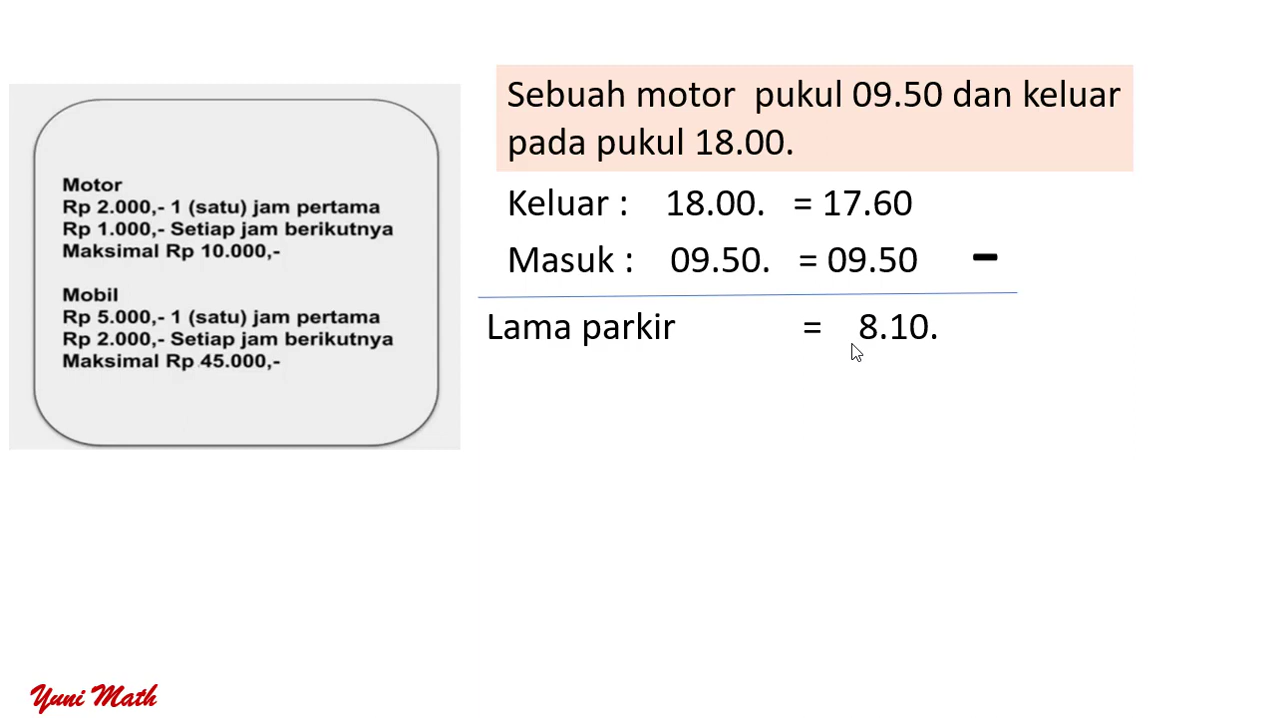 Motor
Rp 2.000,- 1 (satu) jam pertama
Rp 1.000,- Setiap jam berikutnya
Maksimal Rp 10.000,-
Mobil
Rp 5.000,- 1 (satu) jam pertama
Rp 2.000,- Setiap jam berikutnya
Maksimal Rp 45.000,-
Sebuah motor pukul 09.50 dan keluar
pada pukul 18.00.
Keluar : 18.00. = 17.60
Masuk : 09.50. = 09.50 -
Lama parkir = 8.10.
Yuni Math